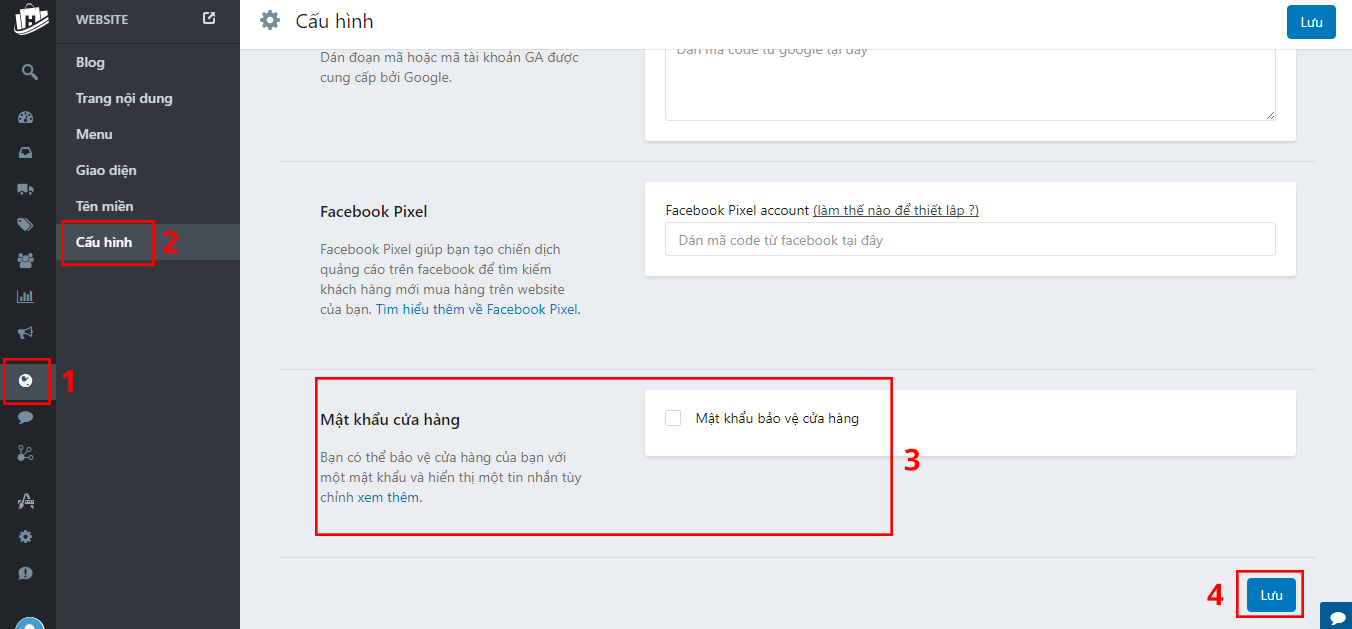 WEBSITE
Cấu hình
Lưu
Blog
Trang nội dung
Menu
Giao diện
Tên miền
Cấu hình
2
1
Dán đoạn mã hoặc mã tài khoản GA được
cung cấp bởi Google.
Dán mã code từ google tại đây
Facebook Pixel
Facebook Pixel giúp bạn tạo chiến dịch
quảng cáo trên facebook để tìm kiếm
khách hàng mới mua hàng trên website
của bạn. Tìm hiểu thêm về Facebook Pixel.
Facebook Pixel account (làm thế nào để thiết lập ?)
Dán mã code từ facebook tại đây
Mật khẩu cửa hàng
Bạn có thể bảo vệ cửa hàng của bạn với
một mật khẩu và hiển thị một tin nhắn tùy
chỉnh xem thêm.
Mật khẩu bảo vệ cửa hàng
3
4
Lưu